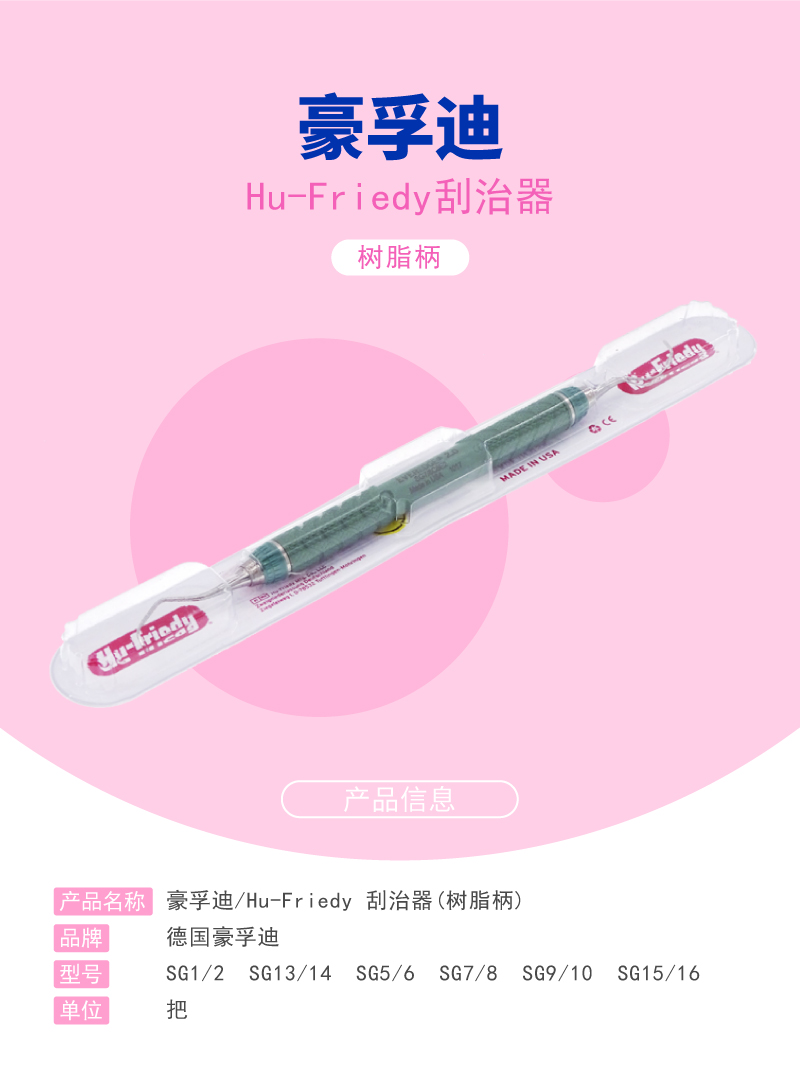 豪孚迪
Hu-Friedy刮治器
树脂柄
Hu-Friedy
MADE IN USA
CE
Made in USA
Hu-Friedy
产品信息
产品名称 豪孚迪/Hu-Friedy 刮治器(树脂柄)
品牌 德国豪孚迪
型号 SG1/2 SG13/14 SG5/6 SG7/8 SG9/10 SG15/16
单位 把